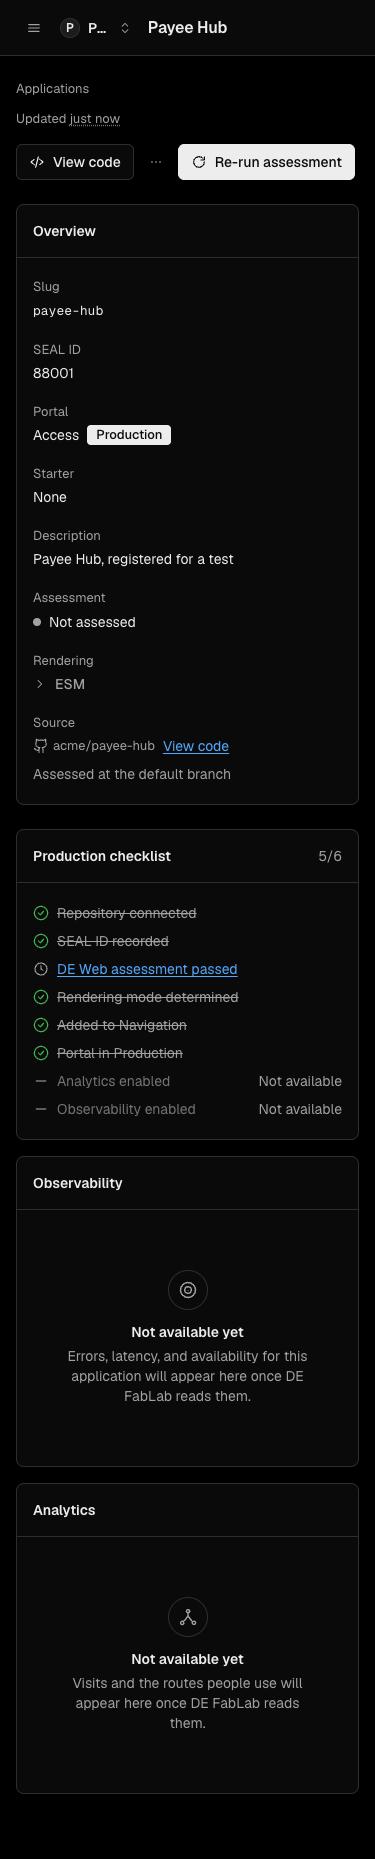 P P... Payee Hub
Applications
Updated just now
View code ... Re-run assessment
Overview
Slug
payee-hub
SEAL ID
88001
Portal
Access Production
Starter
None
Description
Payee Hub, registered for a test
Assessment
Not assessed
Rendering
ESM
Source
acme/payee-hub View code
Assessed at the default branch
Production checklist 5/6
Repository connected
SEAL ID recorded
DE Web assessment passed
Rendering mode determined
Added to Navigation
Portal in Production
Analytics enabled Not available
Observability enabled Not available
Observability
Not available yet
Errors, latency, and availability for this
application will appear here once DE
FabLab reads them.
Analytics
Not available yet
Visits and the routes people use will
appear here once DE FabLab reads
them.